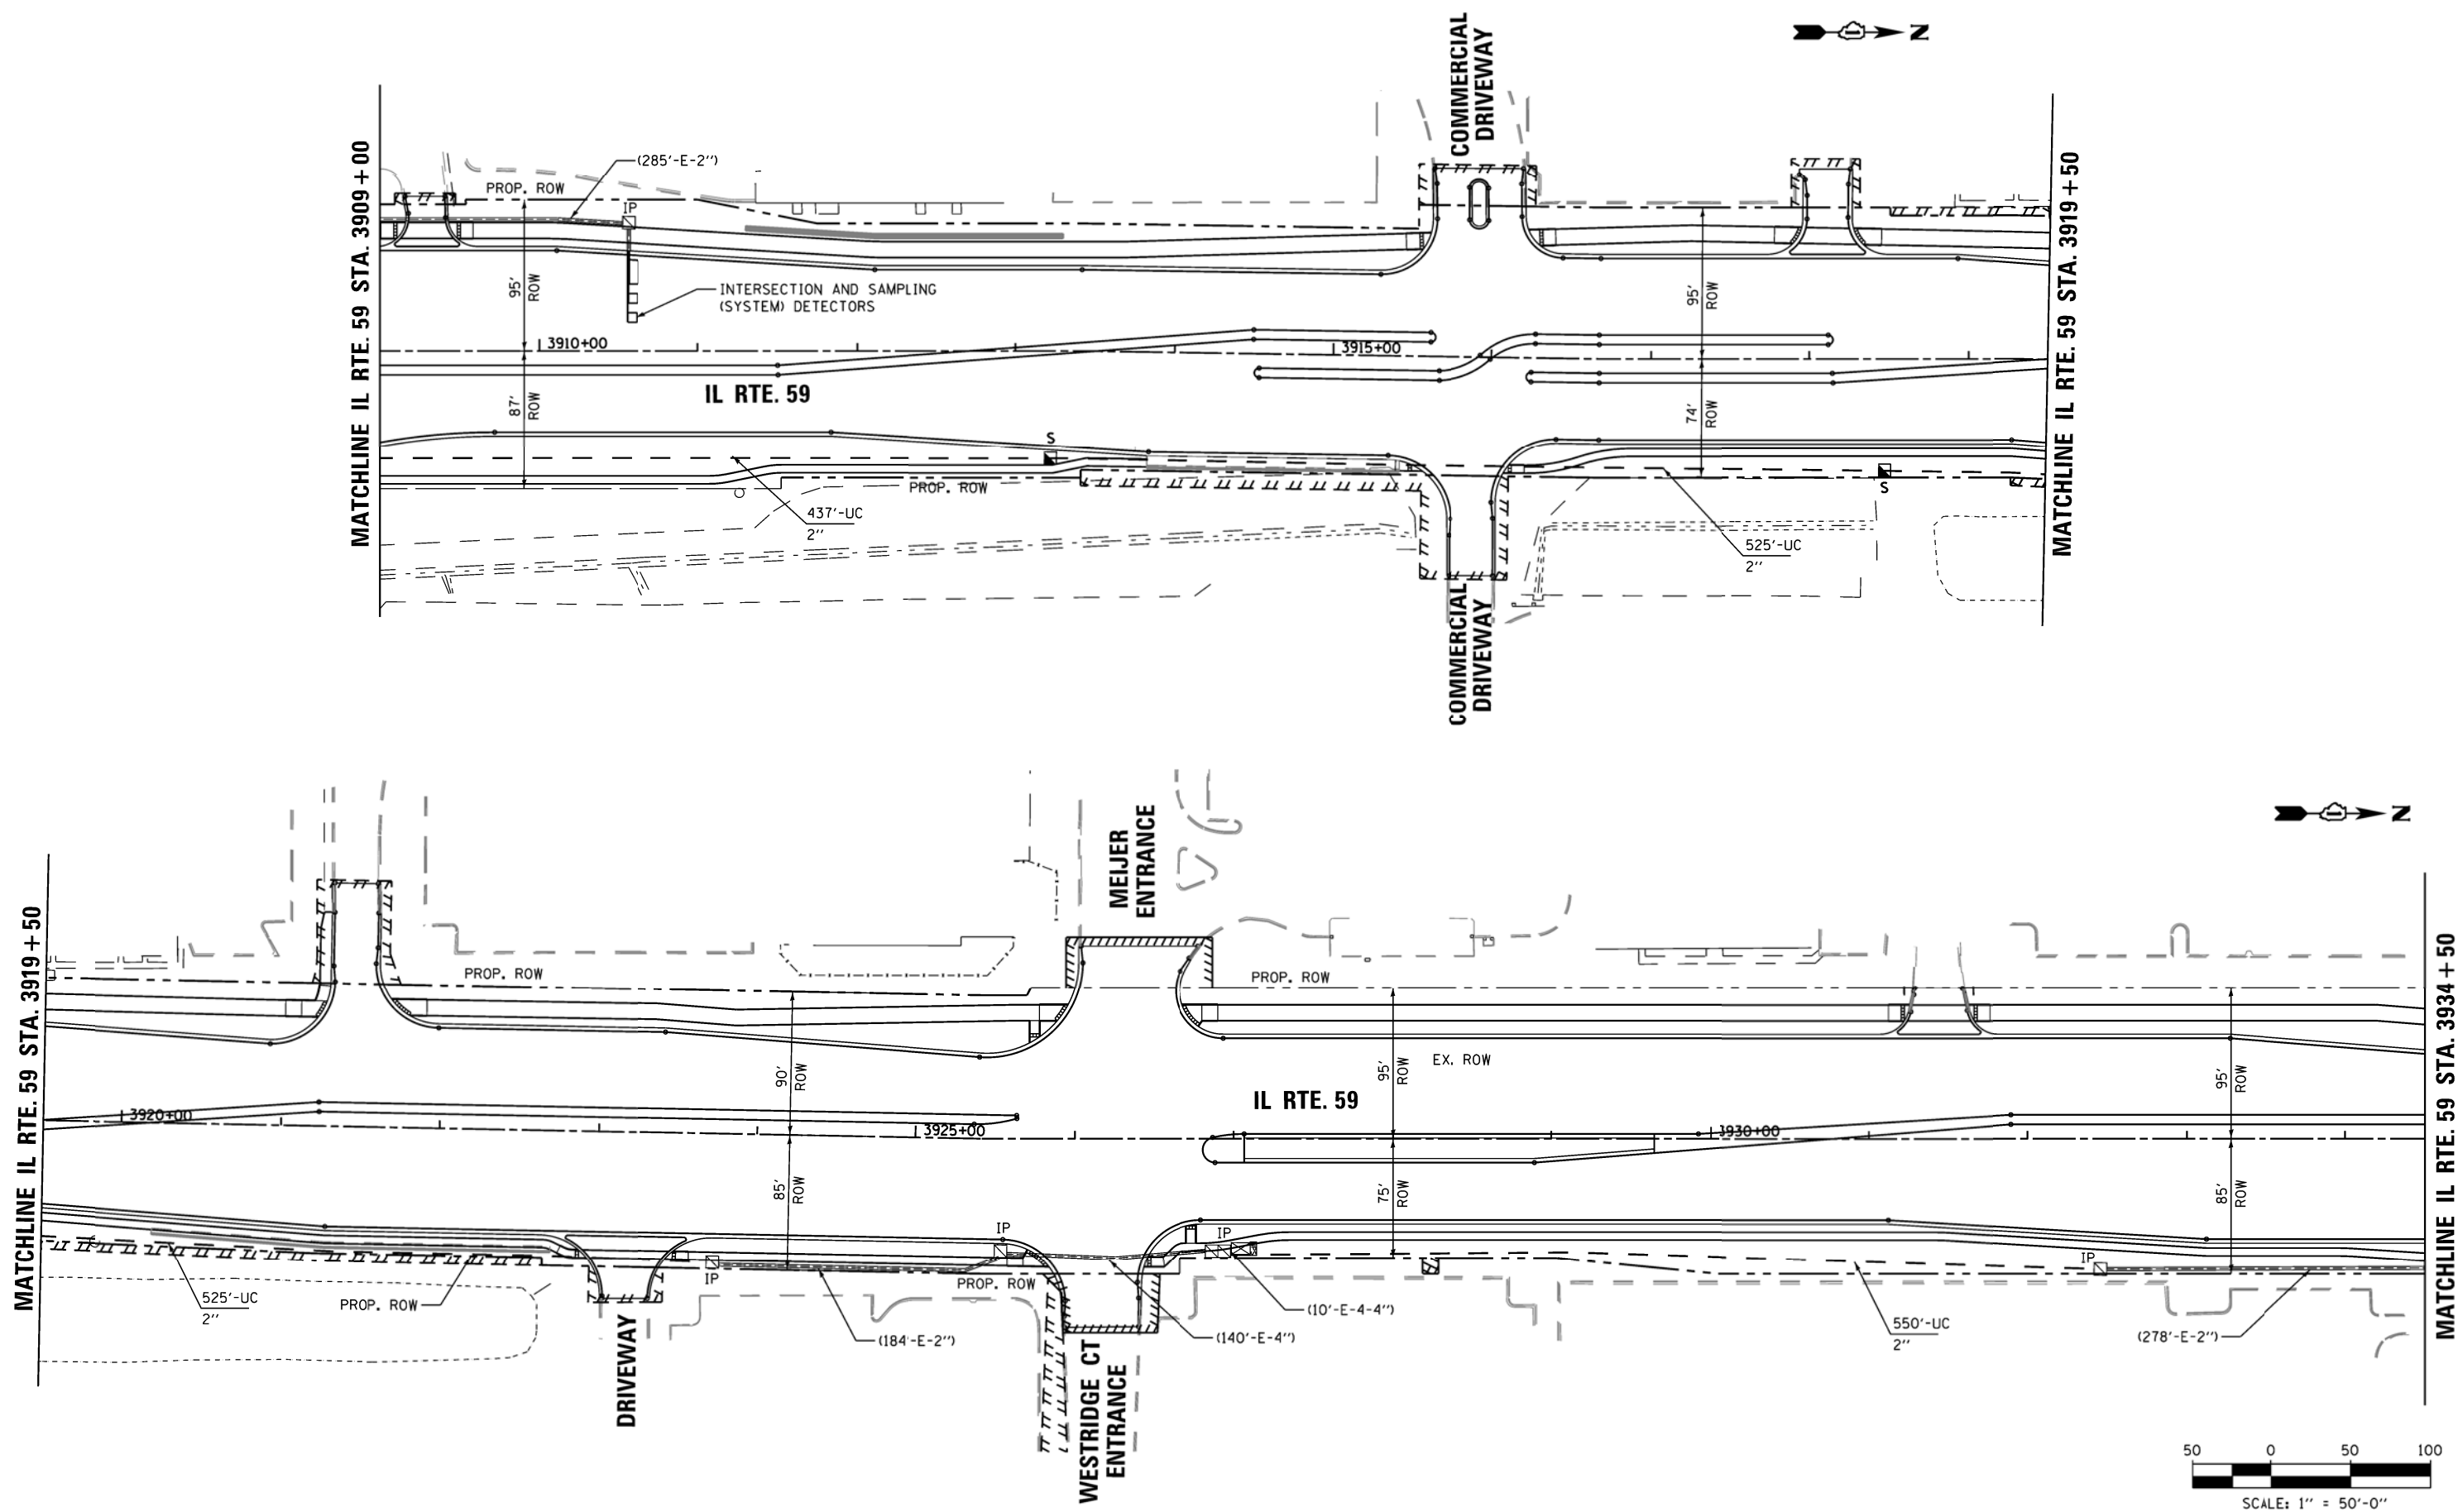 COMMERCIAL
DRIVEWAY
N
MATCHLINE IL RTE. 59 STA. 3909+00
(285'-E-2'')
PROP. ROW
IP
95'
ROW
INTERSECTION AND SAMPLING
(SYSTEM) DETECTORS
3910+00
3915+00
87'
ROW
IL RTE. 59
95'
ROW
74'
ROW
S
PROP. ROW
437'-UC
2''
S
525'-UC
2''
MATCHLINE IL RTE. 59 STA. 3919+50
COMMERCIAL
DRIVEWAY
MATCHLINE IL RTE. 59 STA. 3919+50
MEIJER
ENTRANCE
N
PROP. ROW
PROP. ROW
90'
ROW
95'
ROW
EX. ROW
95'
ROW
IL RTE. 59
3920+00
3925+00
3930+00
85'
ROW
75'
ROW
85'
ROW
IP
IP
IP
IP
PROP. ROW
525'-UC
2''
PROP. ROW
(184'-E-2'')
(140'-E-4'')
(10'-E-4-4'')
550'-UC
2''
(278'-E-2'')
DRIVEWAY
WESTRIDGE CT
ENTRANCE
MATCHLINE IL RTE. 59 STA. 3934+50
50 0 50 100
SCALE: 1'' = 50'-0''